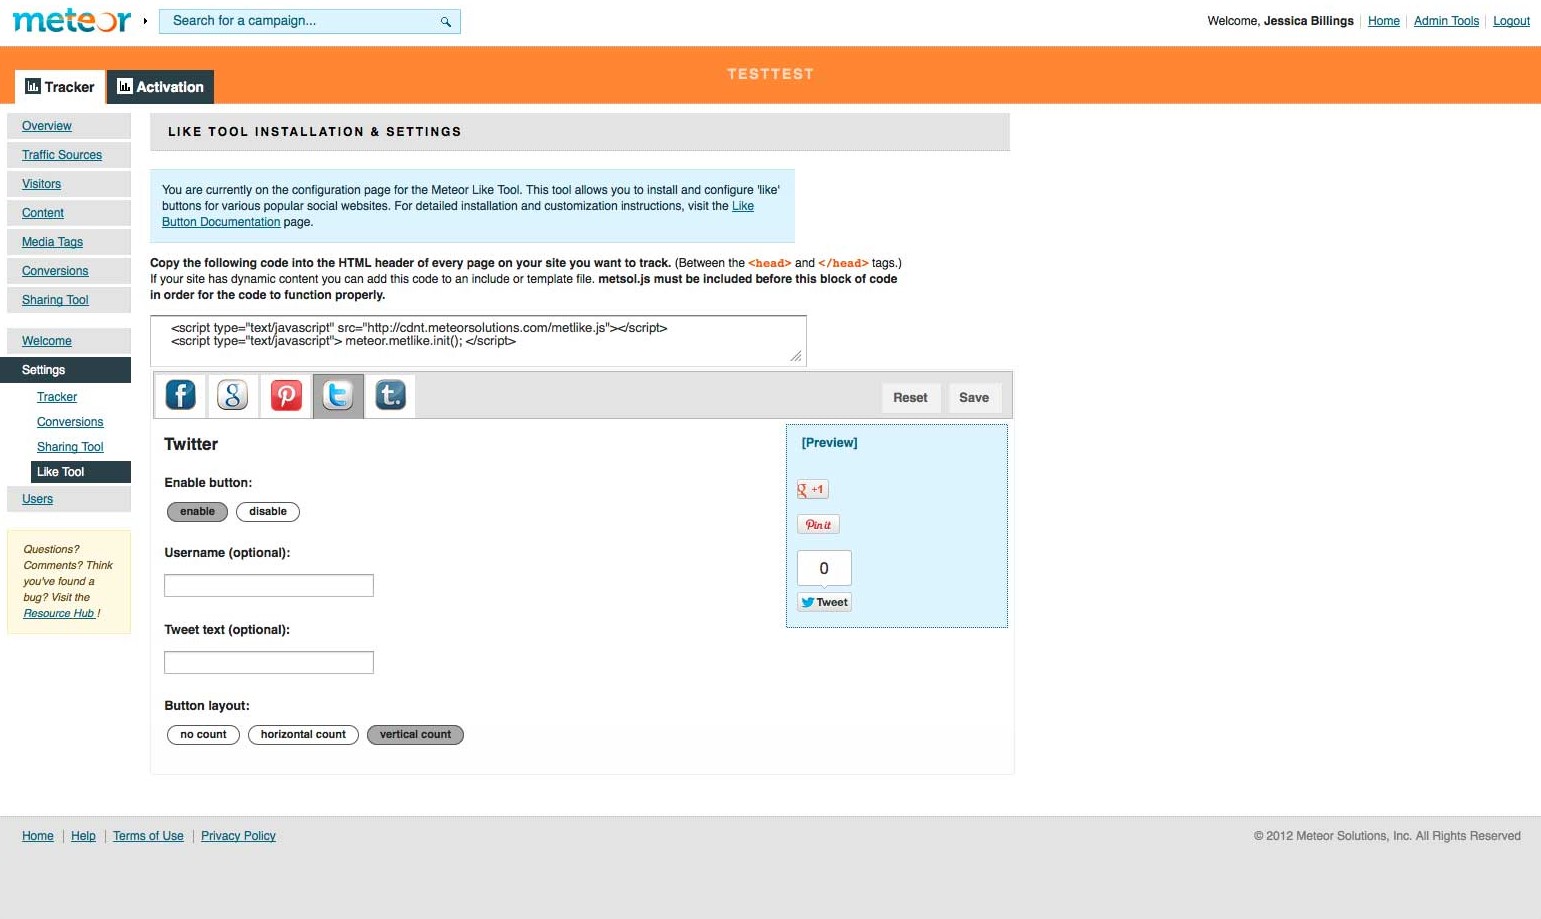 meteor
Search for a campaign...
Welcome, Jessica Billings Home Admin Tools Logout
TESTTEST
Tracker Activation
Overview
Traffic Sources
Visitors
Content
Media Tags
Conversions
Sharing Tool
Welcome
Settings
Tracker
Conversions
Sharing Tool
Like Tool
Users
Questions?
Comments? Think
you've found a
bug? Visit the
Resource Hub !
LIKE TOOL INSTALLATION & SETTINGS
You are currently on the configuration page for the Meteor Like Tool. This tool allows you to install and configure 'like'
buttons for various popular social websites. For detailed installation and customization instructions, visit the Like
Button Documentation page.
Copy the following code into the HTML header of every page on your site you want to track. (Between the <head> and </head> tags.)
If your site has dynamic content you can add this code to an include or template file. metsol.js must be included before this block of code
in order for the code to function properly.
<script type="text/javascript" src="http://cdnt.meteorsolutions.com/metlike.js"></script>
<script type="text/javascript"> meteor.metlike.init(); </script>
f g p t t.
Reset Save
Twitter
Enable button:
enable disable
Username (optional):
Tweet text (optional):
Button layout:
no count horizontal count vertical count
[Preview]
g +1
Pin it
0
Tweet
Home Help Terms of Use Privacy Policy
© 2012 Meteor Solutions, Inc. All Rights Reserved